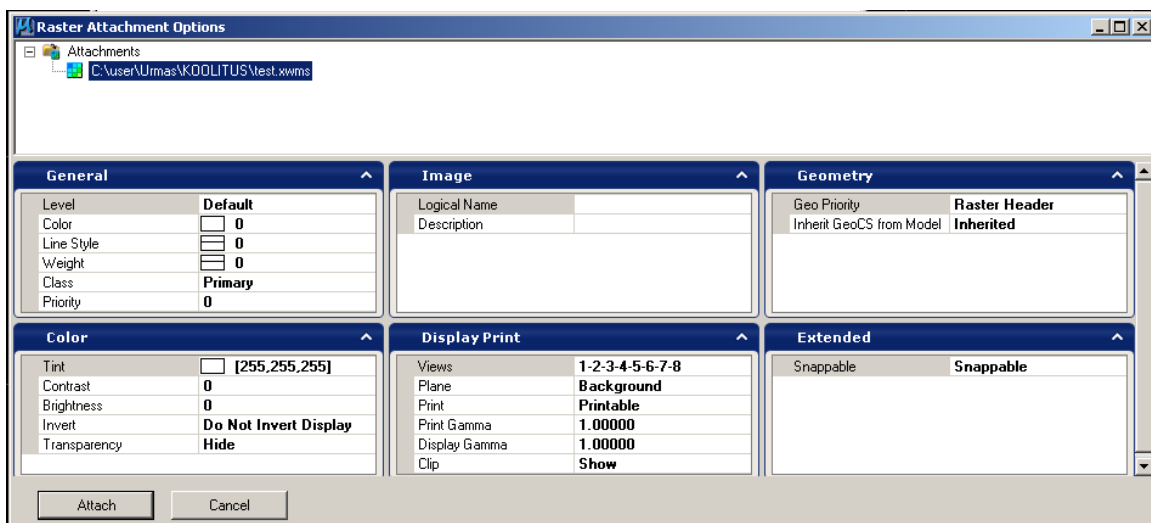 Raster Attachment Options
Attachments
C:\user\Urmas\KOOLITUS\test.xwms
General
Level Default
Color 0
Line Style 0
Weight 0
Class Primary
Priority 0
Image
Logical Name
Description
Geometry
Geo Priority Raster Header
Inherit GeoCS from Model Inherited
Color
Tint [255,255,255]
Contrast 0
Brightness 0
Invert Do Not Invert Display
Transparency Hide
Display Print
Views 1-2-3-4-5-6-7-8
Plane Background
Print Printable
Print Gamma 1.00000
Display Gamma 1.00000
Clip Show
Extended
Snappable Snappable
Attach Cancel